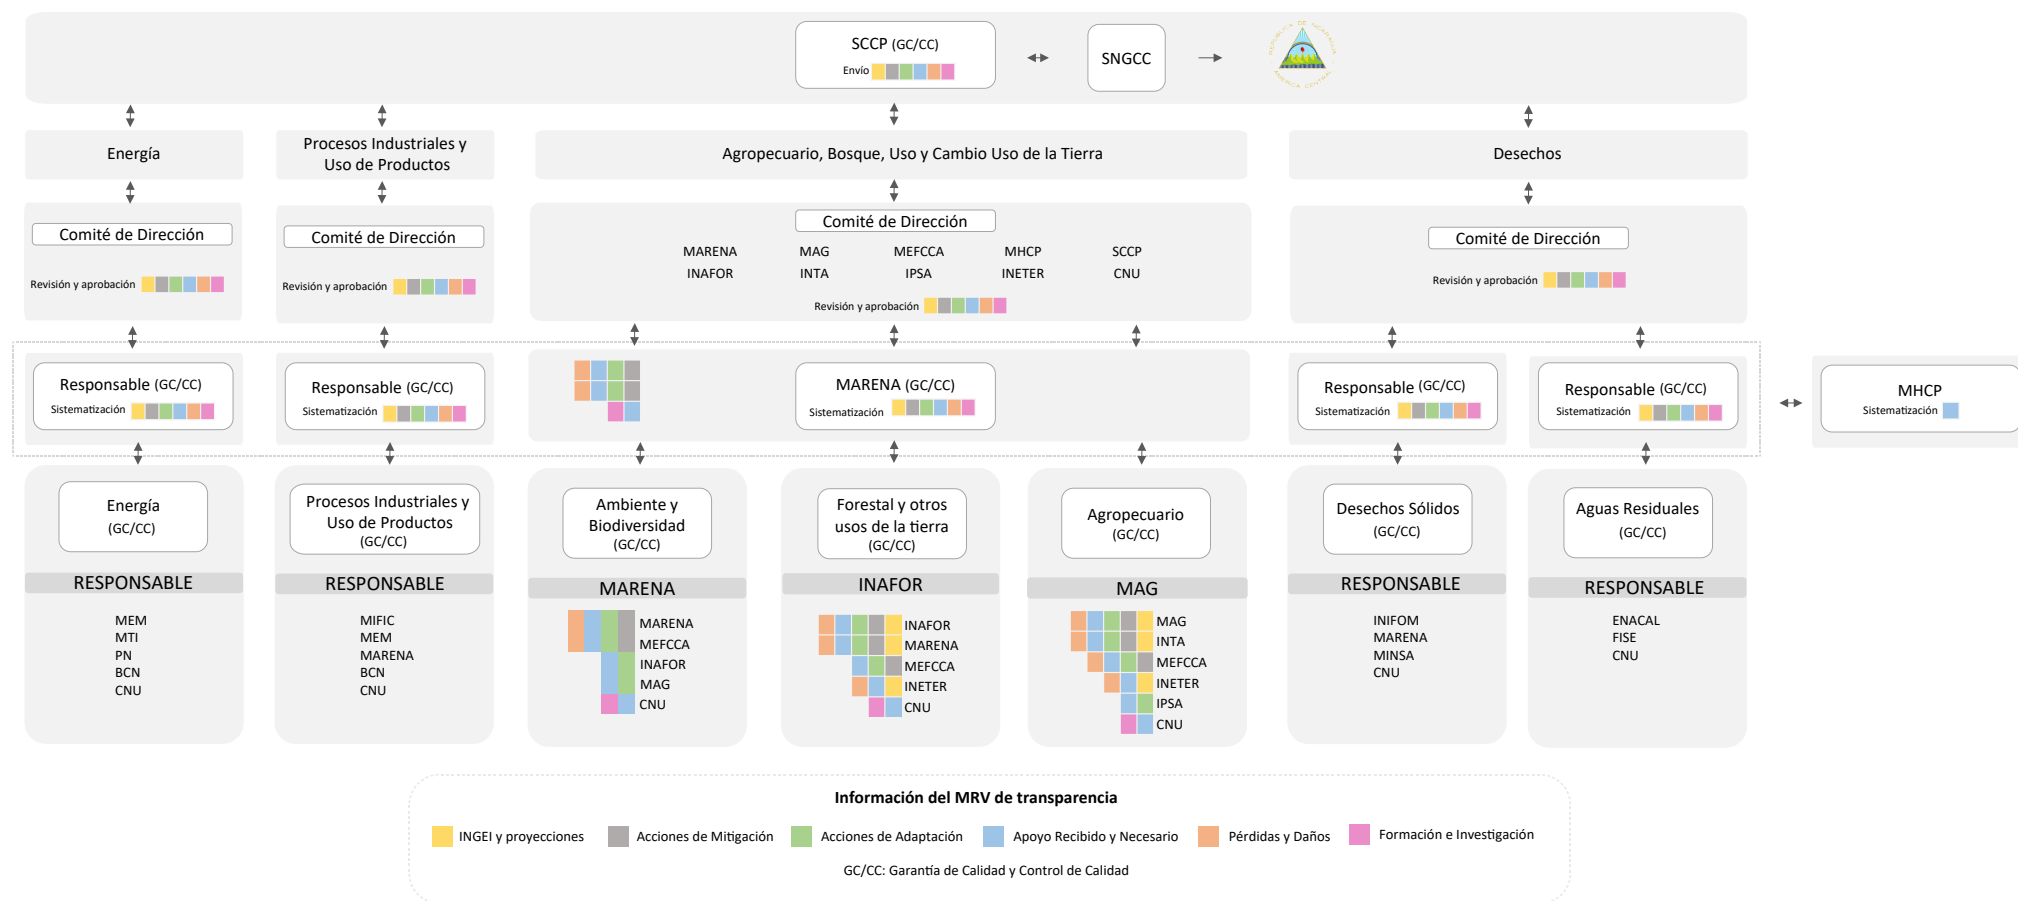 SCCP (GC/CC)
Envío
SNGCC
REPÚBLICA DE NICARAGUA
AMÉRICA CENTRAL
Energía
Procesos Industriales y
Uso de Productos
Agropecuario, Bosque, Uso y Cambio Uso de la Tierra
Desechos
Comité de Dirección
Revisión y aprobación
Comité de Dirección
Revisión y aprobación
Comité de Dirección
MARENA MAG MEFCCA MHCP SCCP
INAFOR INTA IPSA INETER CNU
Revisión y aprobación
Comité de Dirección
Revisión y aprobación
Responsable (GC/CC)
Sistematización
Responsable (GC/CC)
Sistematización
MARENA (GC/CC)
Sistematización
Responsable (GC/CC)
Sistematización
Responsable (GC/CC)
Sistematización
MHCP
Sistematización
Energía
(GC/CC)
RESPONSABLE
MEM
MTI
PN
BCN
CNU
Procesos Industriales y
Uso de Productos
(GC/CC)
RESPONSABLE
MIFIC
MEM
MARENA
BCN
CNU
Ambiente y
Biodiversidad
(GC/CC)
MARENA
MARENA
MEFCCA
INAFOR
MAG
CNU
Forestal y otros
usos de la tierra
(GC/CC)
INAFOR
INAFOR
MARENA
MEFCCA
INETER
CNU
Agropecuario
(GC/CC)
MAG
MAG
INTA
MEFCCA
INETER
IPSA
CNU
Desechos Sólidos
(GC/CC)
RESPONSABLE
INIFOM
MARENA
MINSA
CNU
Aguas Residuales
(GC/CC)
RESPONSABLE
ENACAL
FISE
CNU
Información del MRV de transparencia
INGEI y proyecciones
Acciones de Mitigación
Acciones de Adaptación
Apoyo Recibido y Necesario
Pérdidas y Daños
Formación e Investigación
GC/CC: Garantía de Calidad y Control de Calidad